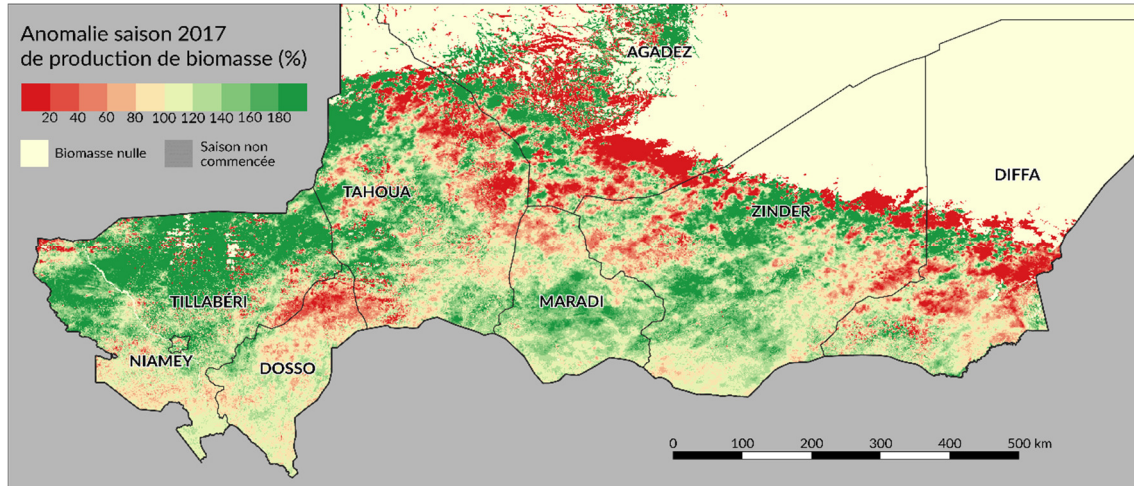 Anomalie saison 2017
de production de biomasse (%)
20 40 60 80 100 120 140 160 180
Biomasse nulle
Saison non
commencée
AGADEZ
DIFFA
TAHOUA
ZINDER
TILLABÉRI
MARADI
NIAMEY
DOSSO
0 100 200 300 400 500 km